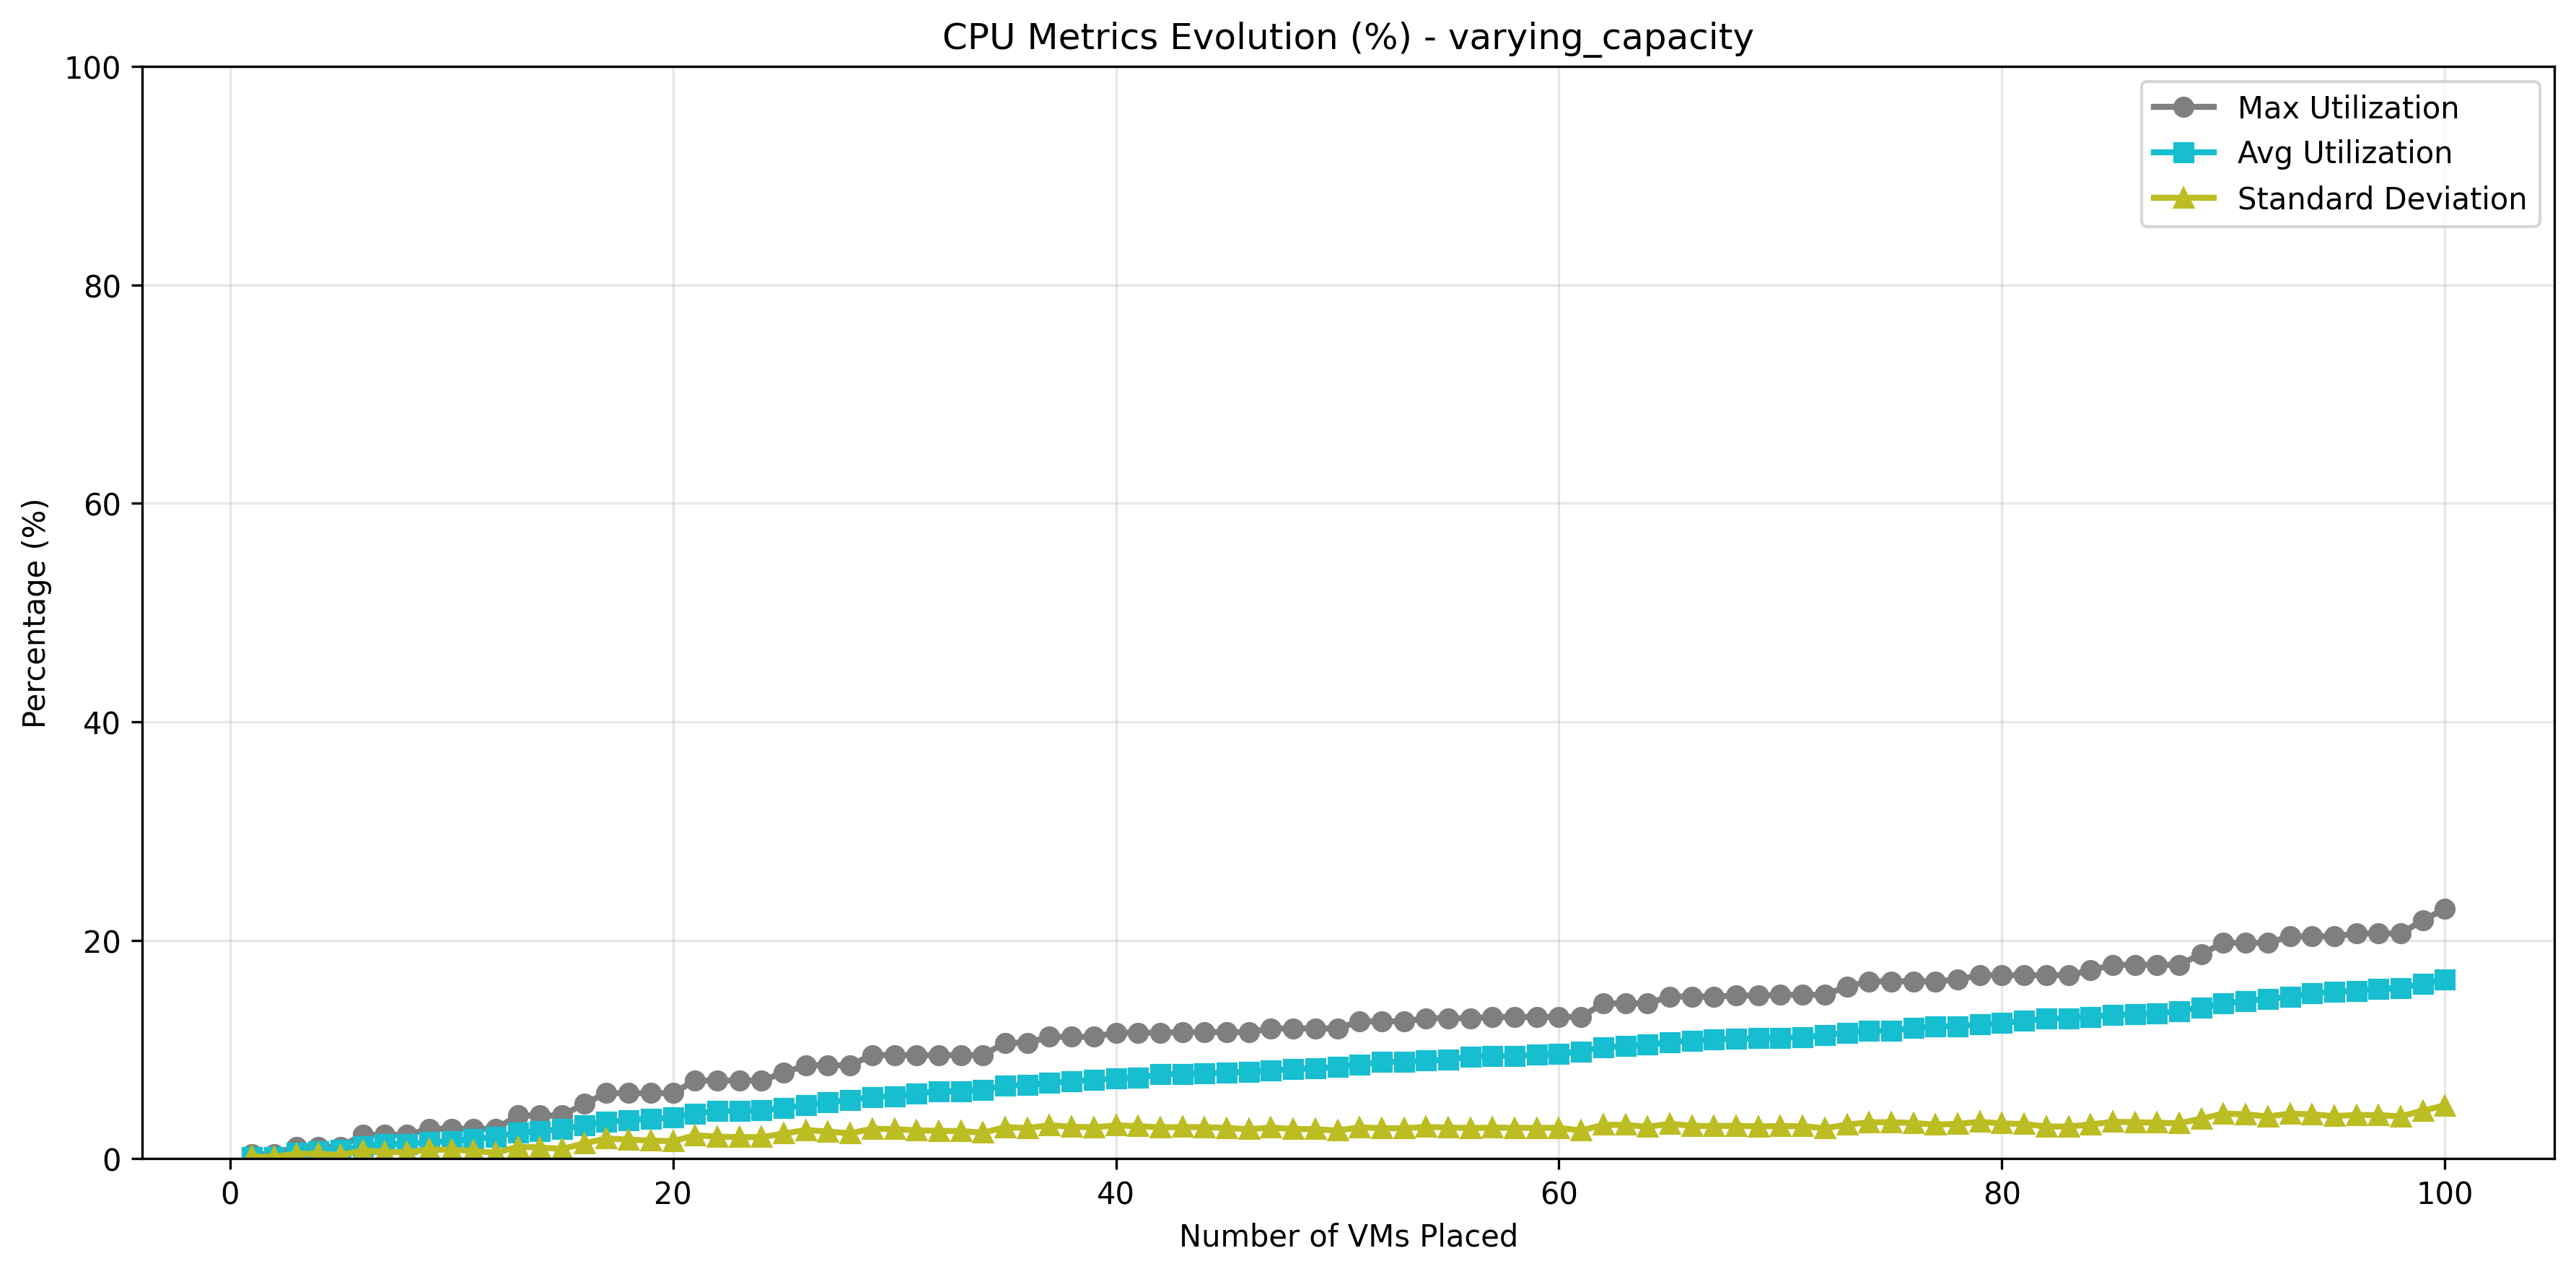 CPU Metrics Evolution (%) - varying_capacity
Max Utilization
Avg Utilization
Standard Deviation
Percentage (%)
100
80
60
40
20
0
0 20 40 60 80 100
Number of VMs Placed